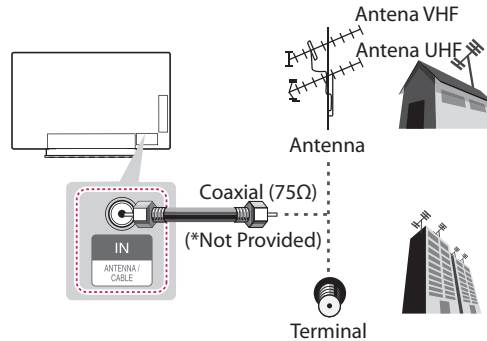 Antena VHF
Antena UHF
Antenna
Coaxial (75Ω)
(*Not Provided)
IN
ANTENNA /
CABLE
Terminal